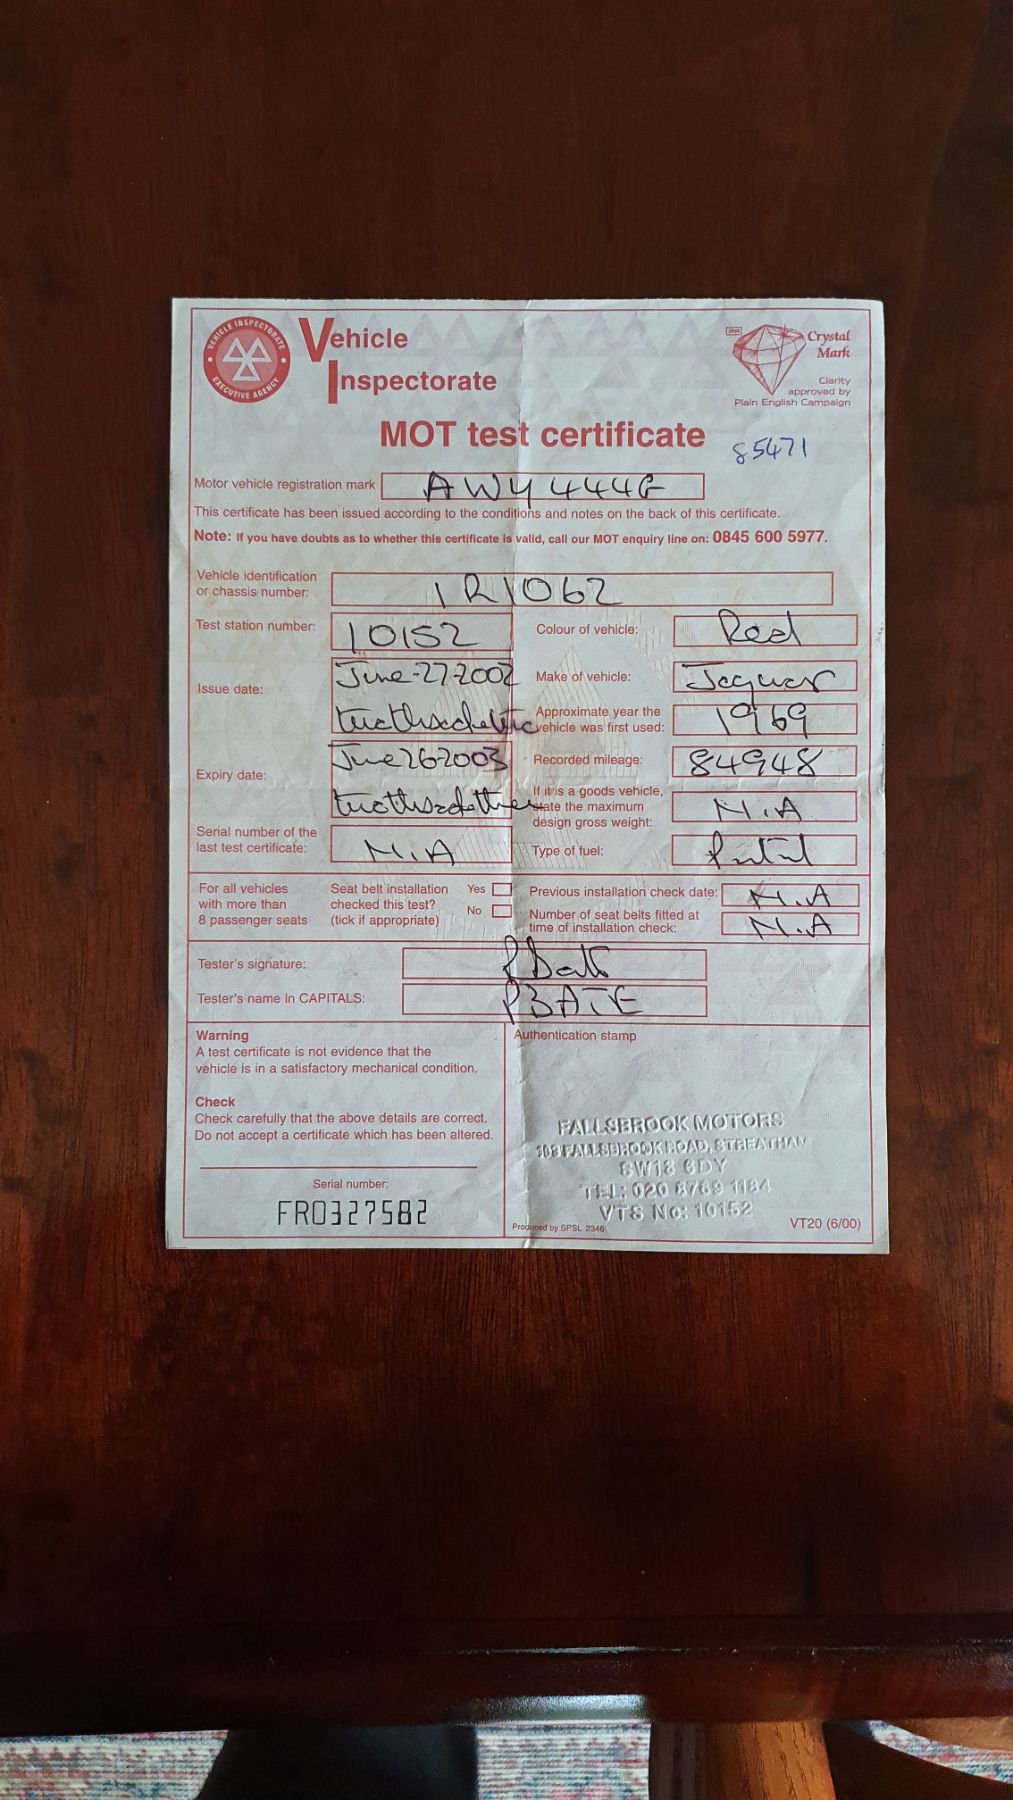 VEHICLE INSPECTORATE
EXECUTIVE AGENCY
Vehicle
Inspectorate
Crystal
Mark
Clarity
approved by
Plain English Campaign
MOT test certificate
85471
Motor vehicle registration mark AWY 444G
This certificate has been issued according to the conditions and notes on the back of this certificate.
Note: If you have doubts as to whether this certificate is valid, call our MOT enquiry line on: 0845 600 5977.
Vehicle identification
or chassis number: 1R1062
Test station number: 10152
Colour of vehicle: Red
Issue date: June-27-2002
twothsndtwo
Make of vehicle: Jaguar
Approximate year the
vehicle was first used: 1969
Expiry date: June 26-2003
Recorded mileage: 84948
If it is a goods vehicle,
state the maximum
design gross weight: N.A
Serial number of the
last test certificate: N.A
Type of fuel: Petrol
For all vehicles
with more than
8 passenger seats
Seat belt installation
checked this test?
(tick if appropriate)
Yes
No
Previous installation check date: N.A
Number of seat belts fitted at
time of installation check: N.A
Tester's signature: P Bate
Tester's name in CAPITALS: P BATE
Warning
A test certificate is not evidence that the
vehicle is in a satisfactory mechanical condition.
Check
Check carefully that the above details are correct.
Do not accept a certificate which has been altered.
Serial number:
FR0327582
Authentication stamp
FALLSBROOK MOTORS
FALLSBROOK ROAD, STREATHAM
SW16 6DY
TEL: 020 8769 1184
VTS No: 10152
Produced by SPSL 2346
VT20 (6/00)